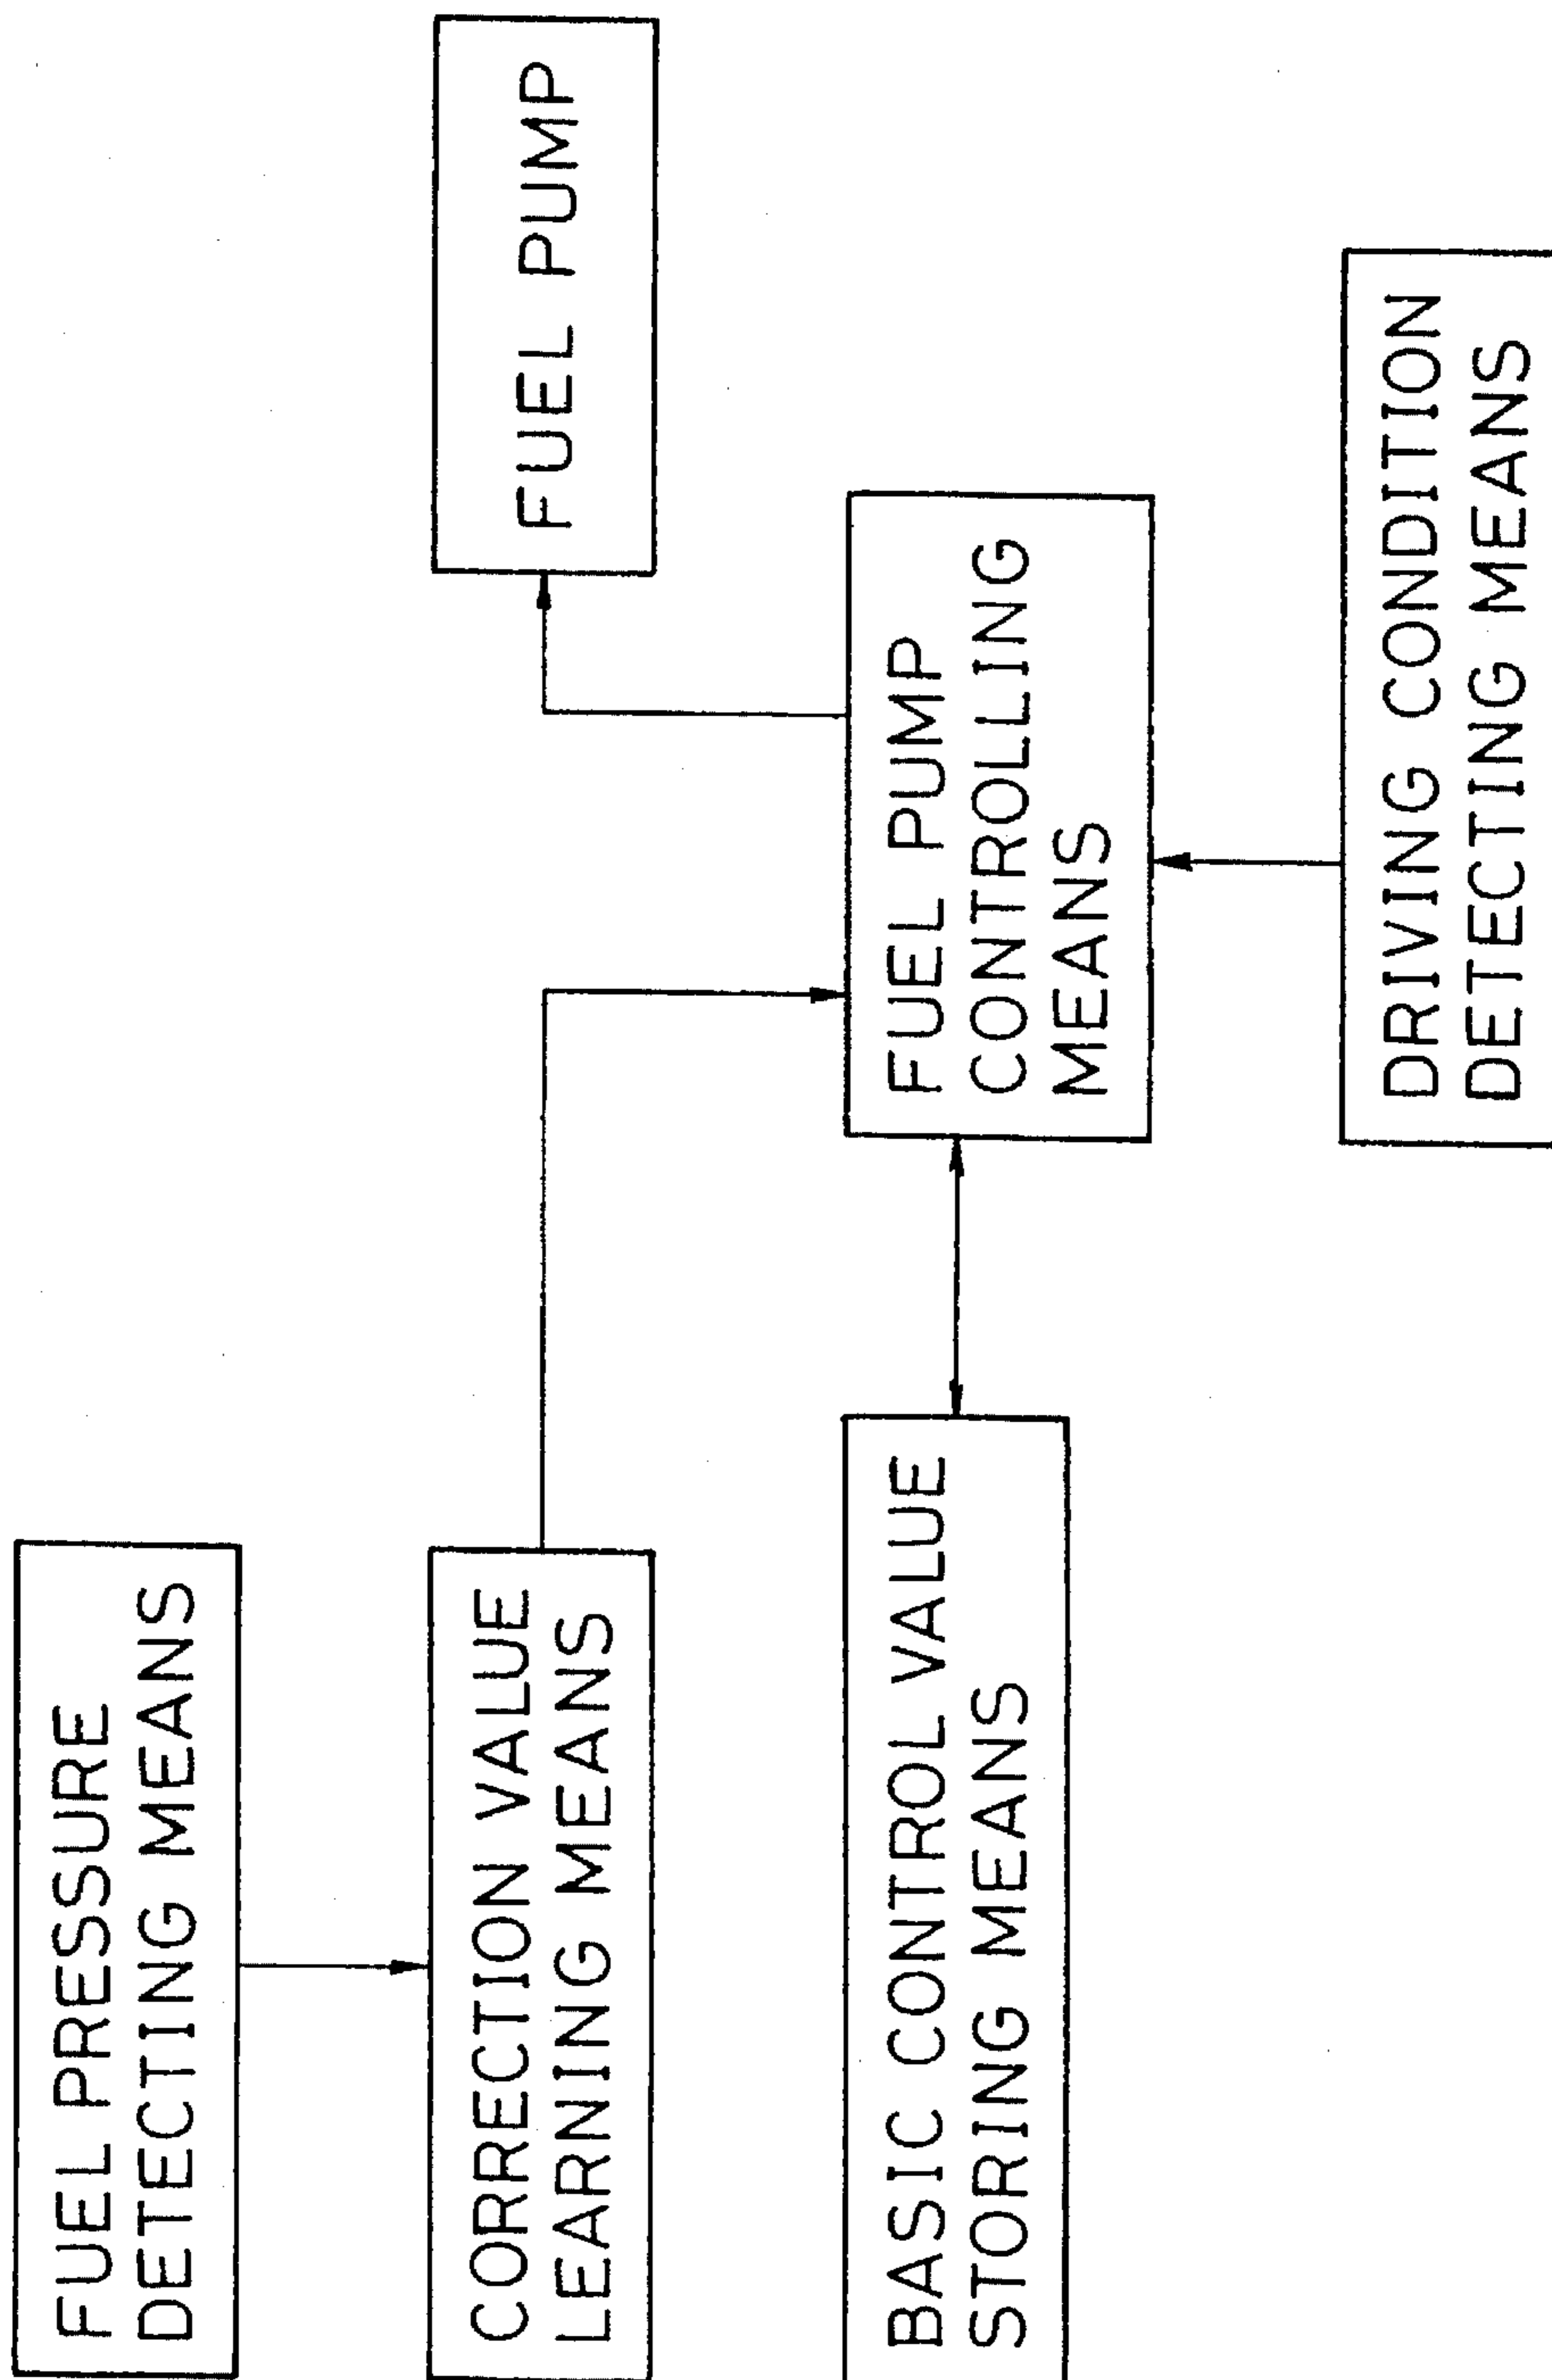 FUEL PRESSURE
DETECTING MEANS
CORRECTION VALUE
LEARNING MEANS
FUEL PUMP
BASIC CONTROL VALUE
STORING MEANS
FUEL PUMP
CONTROLLING
MEANS
DRIVING CONDITION
DETECTING MEANS